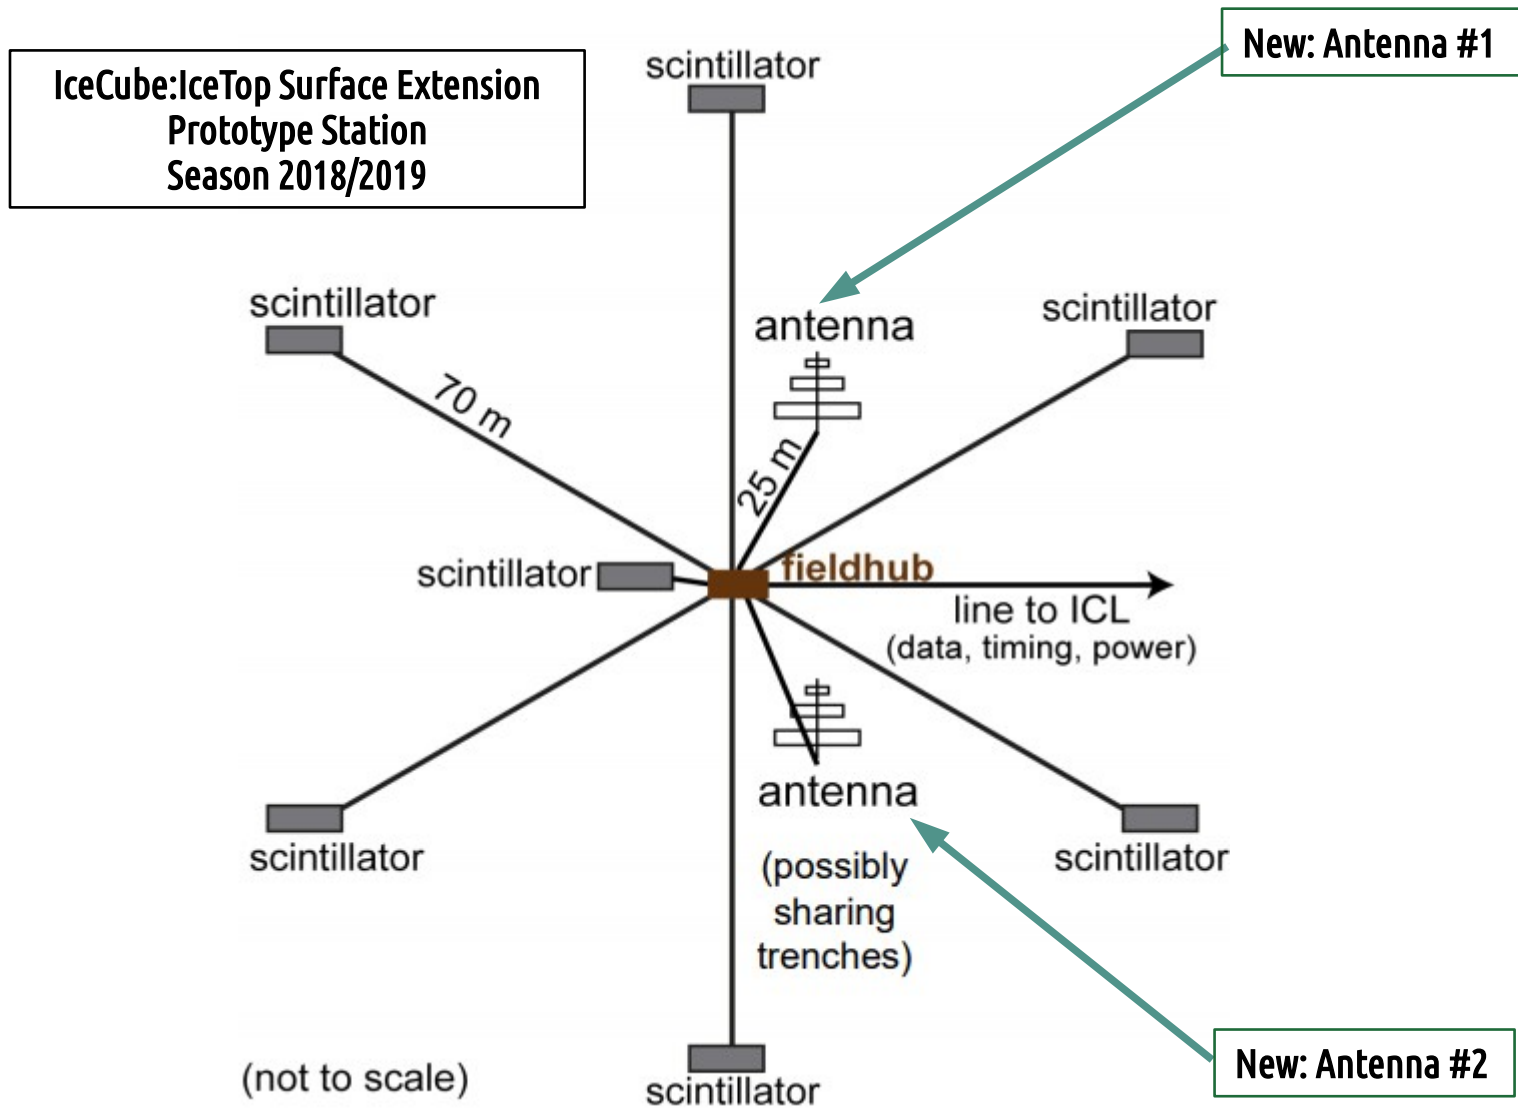 New: Antenna #1
IceCube:IceTop Surface Extension
Prototype Station
Season 2018/2019
scintillator
scintillator
scintillator
antenna
70 m
25 m
scintillator
fieldhub
line to ICL
(data, timing, power)
antenna
scintillator
scintillator
(possibly
sharing
trenches)
New: Antenna #2
(not to scale)
scintillator